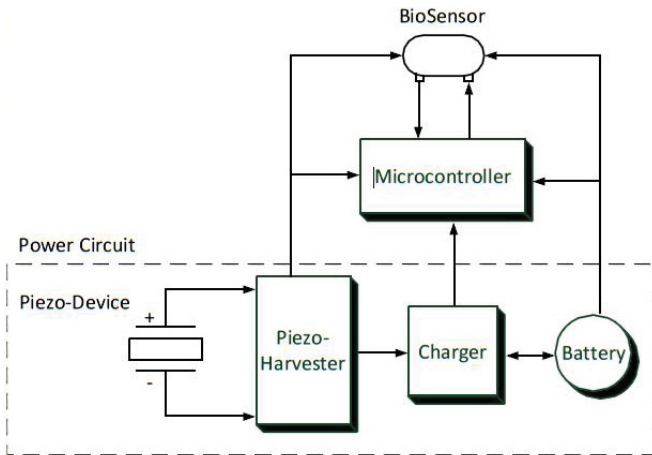 BioSensor
Microcontroller
Power Circuit
Piezo-Device
+
-
Piezo-
Harvester
Charger
Battery